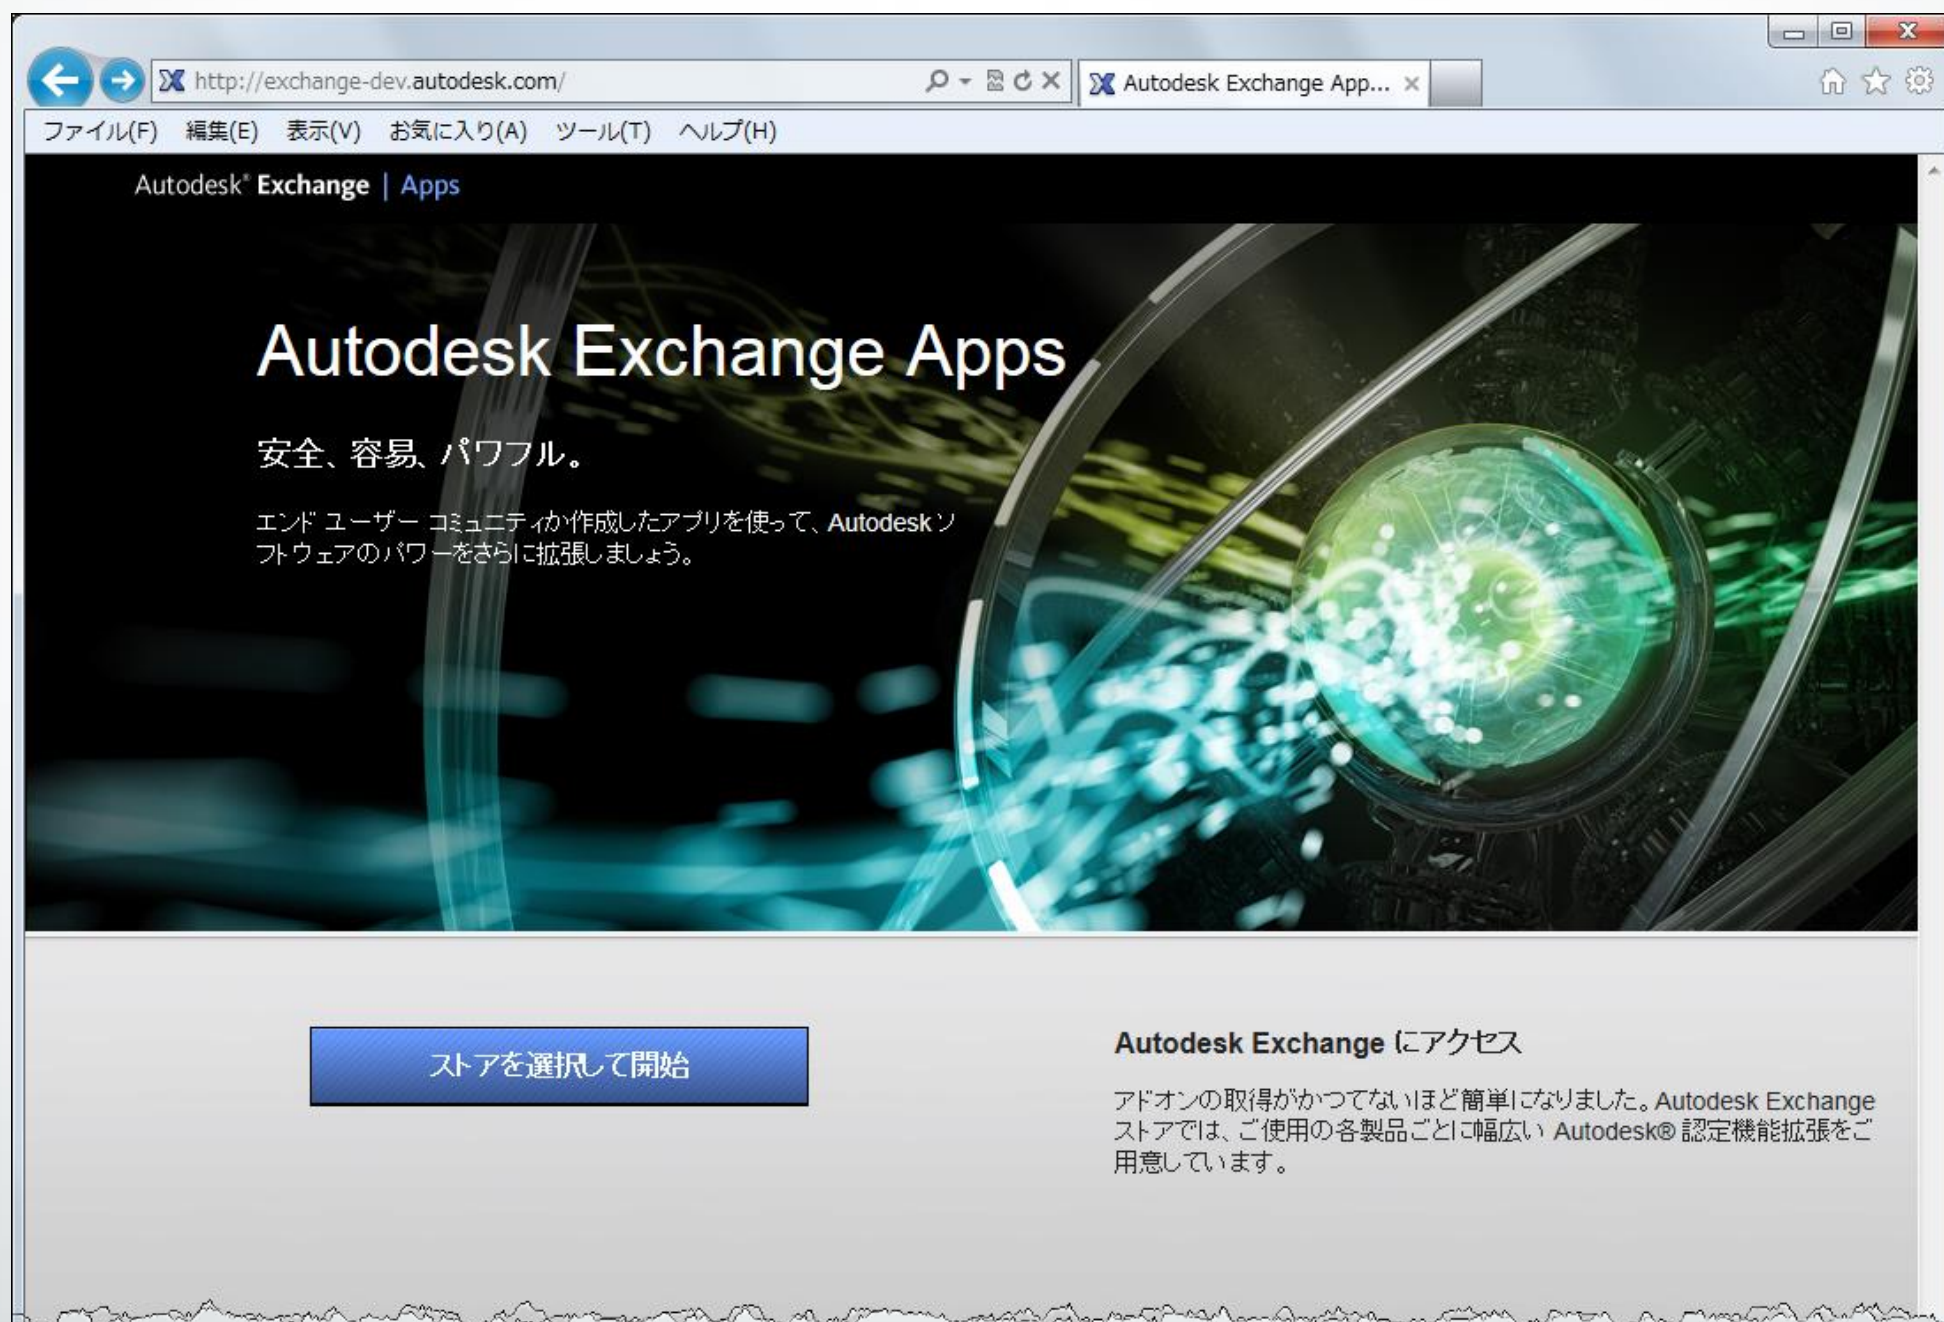 http://exchange-dev.autodesk.com/
Autodesk Exchange App...
ファイル(F) 編集(E) 表示(V) お気に入り(A) ツール(T) ヘルプ(H)
Autodesk® Exchange | Apps
Autodesk Exchange Apps
安全、容易、パワフル。
エンド ユーザー コミュニティが作成したアプリを使って、Autodesk ソ
フトウェアのパワーをさらに拡張しましょう。
ストアを選択して開始
Autodesk Exchange にアクセス
アドオンの取得がかつてないほど簡単になりました。Autodesk Exchange
ストアでは、ご使用の各製品ごとに幅広い Autodesk® 認定機能拡張をご
用意しています。